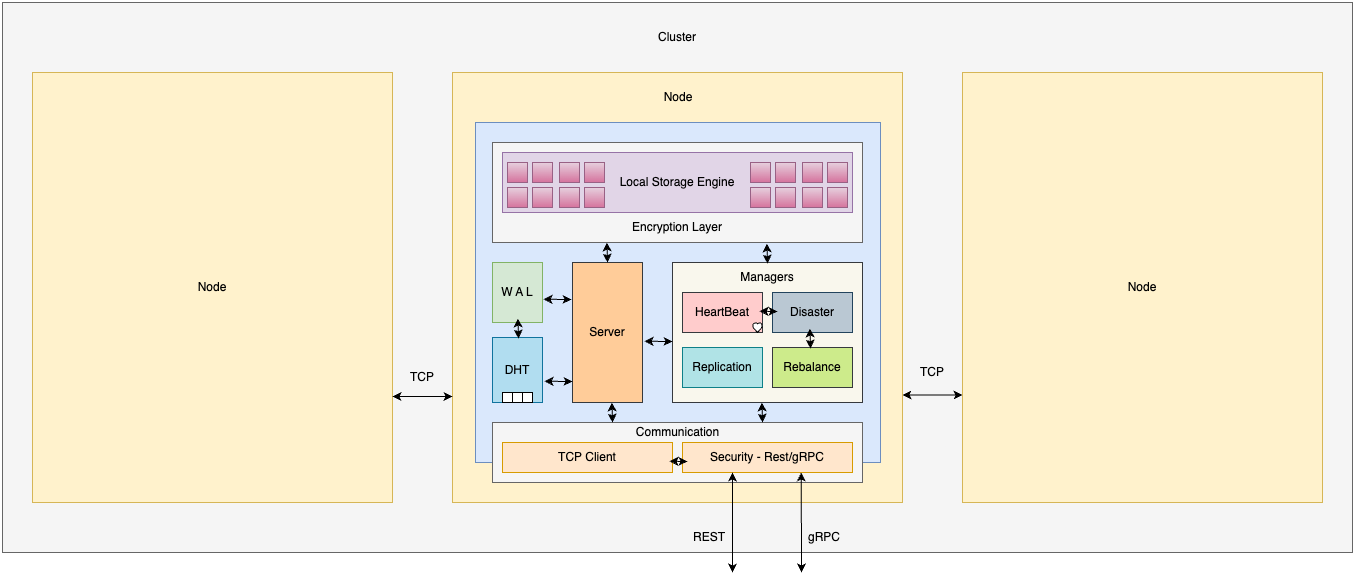 Cluster
Node
Node
Node
Local Storage Engine
Encryption Layer
W A L
DHT
Server
Managers
HeartBeat
Disaster
Replication
Rebalance
TCP
TCP
Communication
TCP Client
Security - Rest/gRPC
REST
gRPC